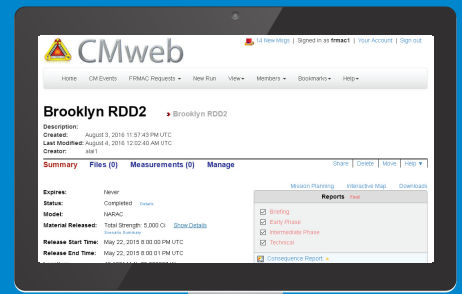 CMweb
14 New Msgs | Signed in as frmac1 | Your Account | Sign out
Home CM Events FRMAC Requests New Run View Members Bookmarks Help
Brooklyn RDD2 Brooklyn RDD2
Description:
Created: August 3, 2016 11:57:43 PM UTC
Last Modified: August 4, 2016 12:02:40 AM UTC
Creator:
Summary Files (0) Measurements (0) Manage Share | Delete | Move | Help
Mission Planning Interactive Map Downloads
Expires: Never
Reports
Status: Completed Details
Briefing
Model: NARAC
Early Phase
Material Released: Total Strength: 5,000 Ci Show Details
Scenario Summary
Intermediate Phase
Release Start Time: May 22, 2015 8:00:00 PM UTC
Technical
Release End Time: May 22, 2015 8:00:01 PM UTC
Consequence Report